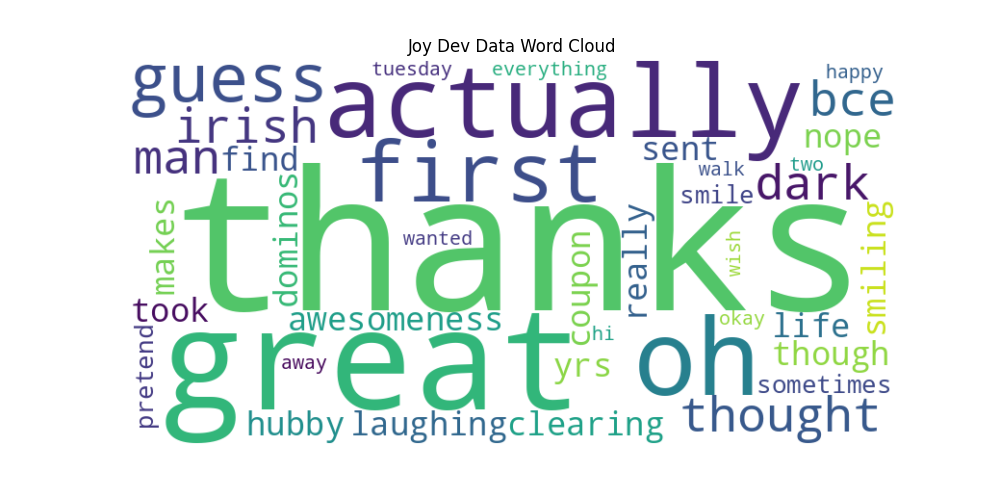 Joy Dev Data Word Cloud
guess
tuesday
everything
actually
happy
bce
irish
nope
man
find
first
sent
walk
two
smile
dark
thanks
dominos
makes
wanted
coupon
really
wish
smiling
took
awesomeness
hi
okay
life
pretend
great
away
yrs
oh
though
sometimes
hubby
laughing
clearing
thought